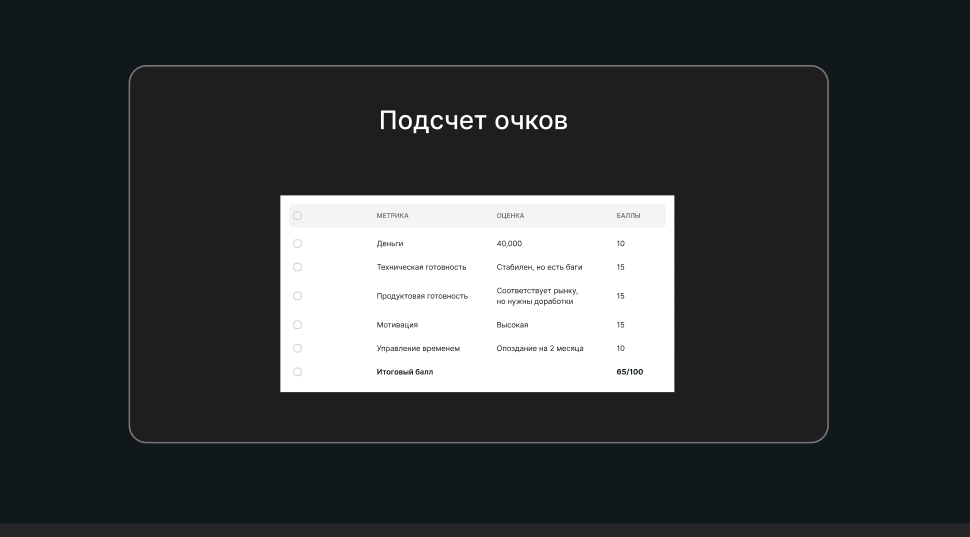 Подсчет очков
МЕТРИКА ОЦЕНКА БАЛЛЫ
Деньги 40,000 10
Техническая готовность Стабилен, но есть баги 15
Продуктовая готовность Соответствует рынку, 15
но нужны доработки
Мотивация Высокая 15
Управление временем Опоздание на 2 месяца 10
Итоговый балл 65/100